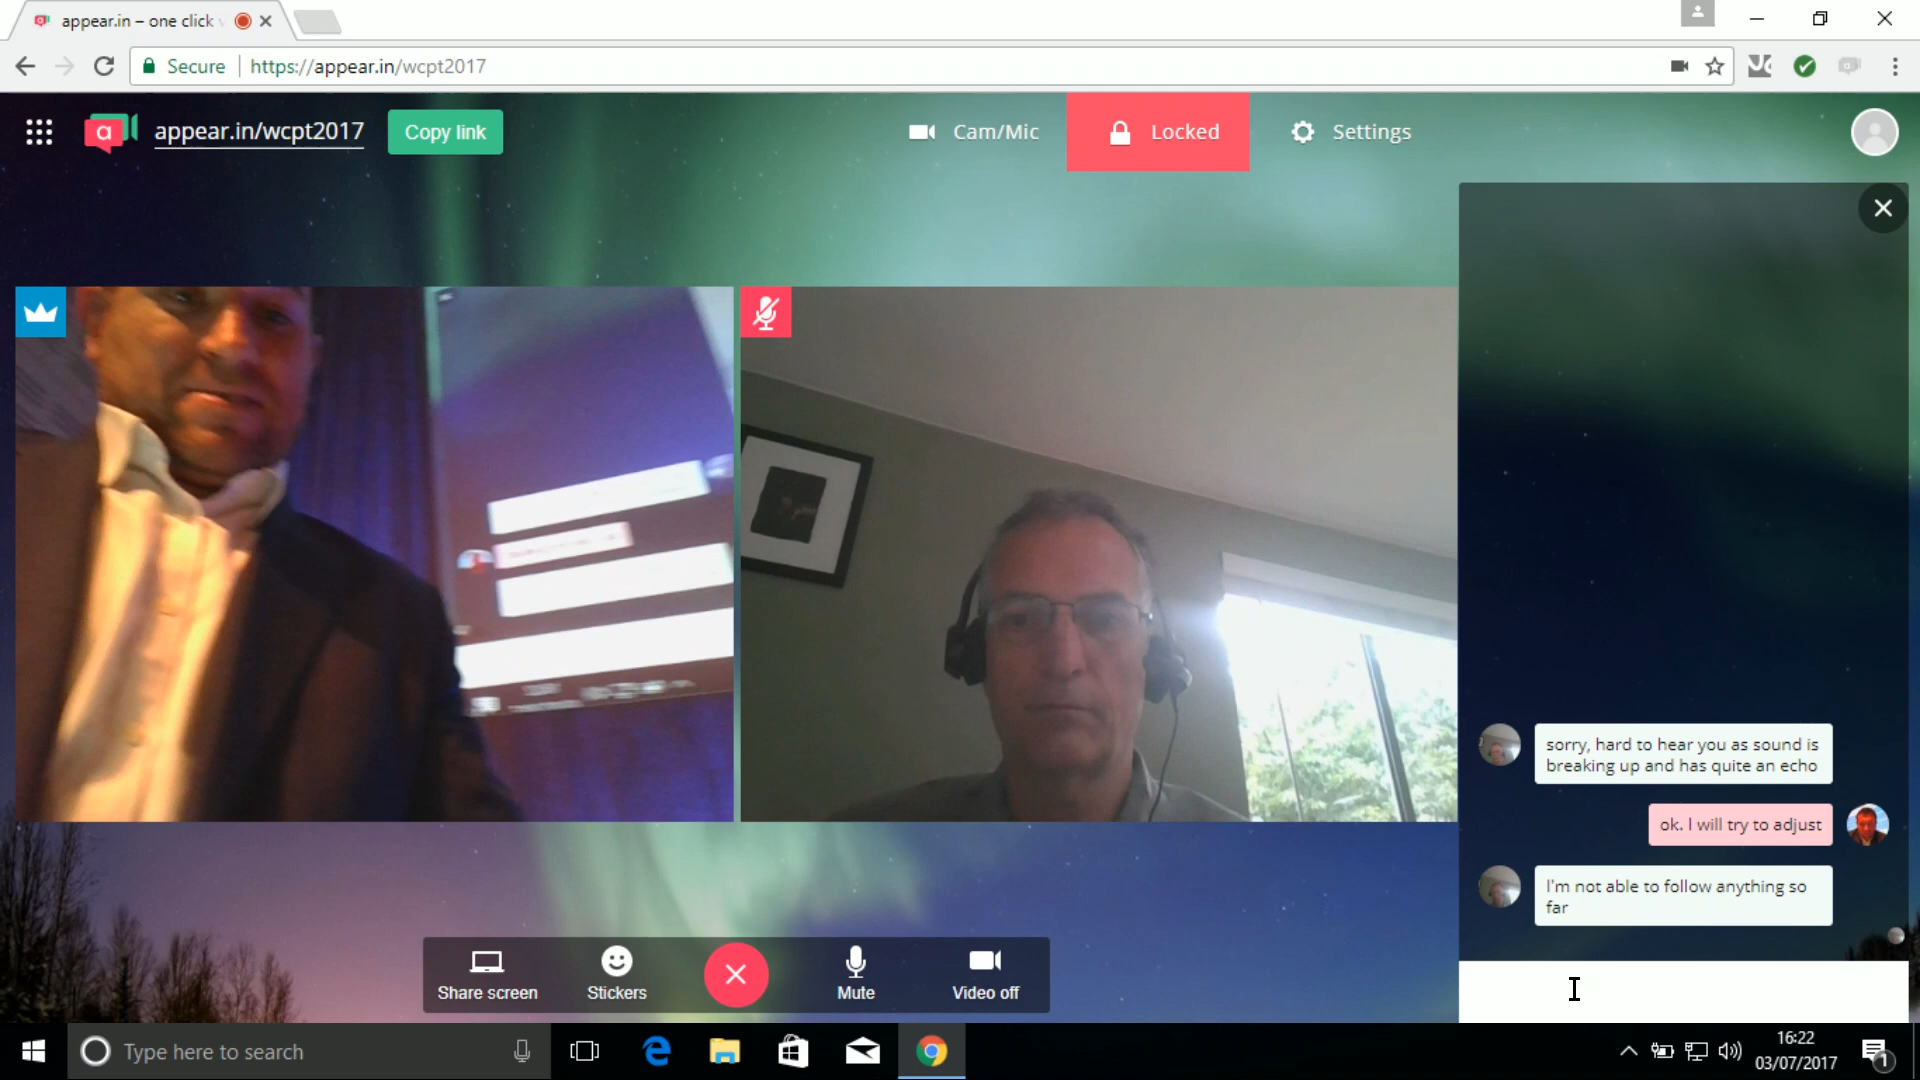 appear.in – one click
Secure
https://appear.in/wcpt2017
appear.in/wcpt2017
Copy link
Cam/Mic
Locked
Settings
sorry, hard to hear you as sound is
breaking up and has quite an echo
ok. I will try to adjust
I'm not able to follow anything so
far
Share screen
Stickers
Mute
Video off
Type here to search
16:22
03/07/2017
1